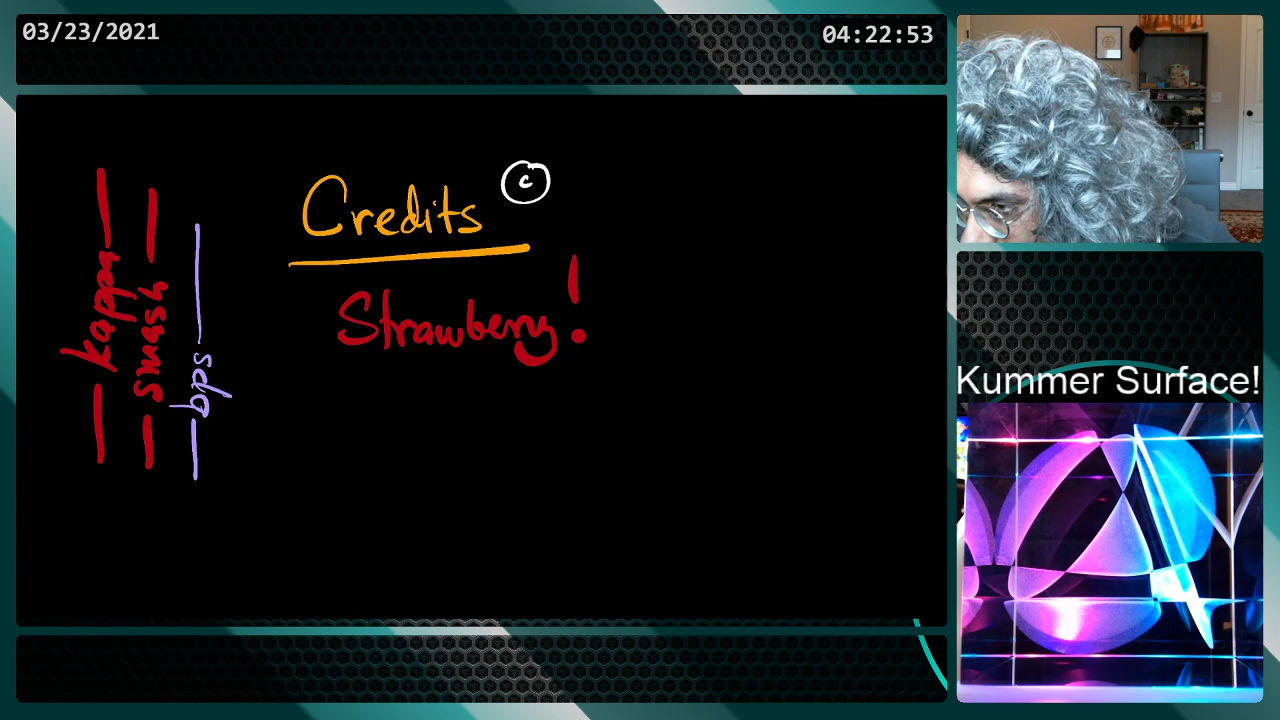 03/23/2021
04:22:53
Credits ©
Strawberry!
kappa
smash
bps
Kummer Surface!